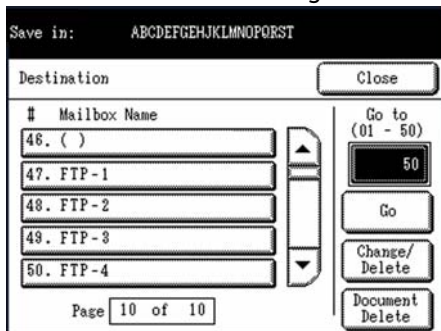 Save in: ABCDEFGEHJKLMNOPQRST
Destination
Close
# Mailbox Name
46. ( )
47. FTP-1
48. FTP-2
49. FTP-3
50. FTP-4
Page 10 of 10
Go to
(01 - 50)
50
Go
Change/
Delete
Document
Delete